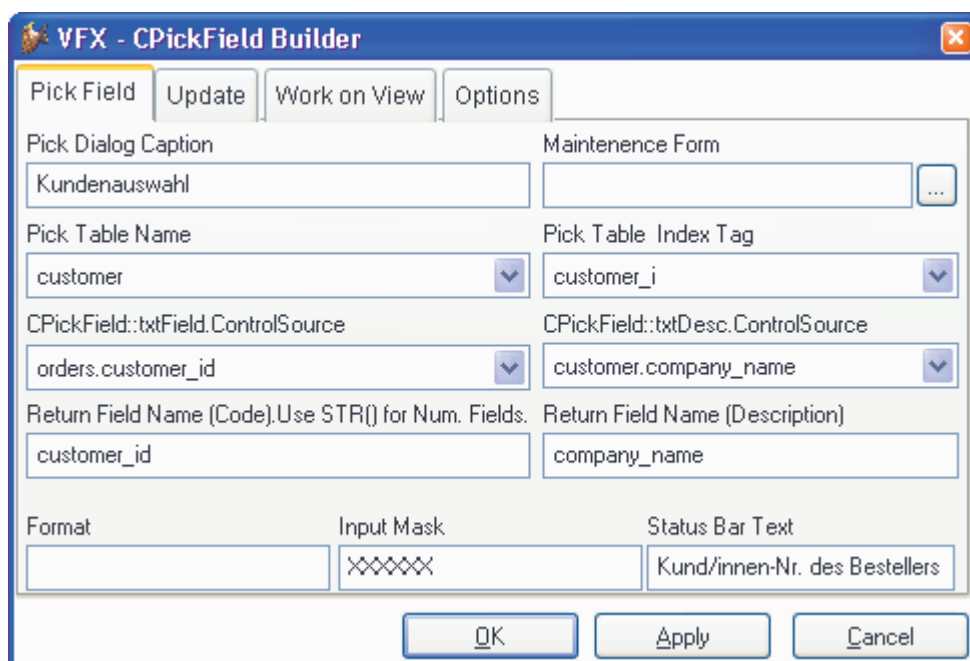 VFX - CPickField Builder
Pick Field Update Work on View Options
Pick Dialog Caption Maintenence Form
Kundenauswahl ...
Pick Table Name Pick Table Index Tag
customer customer_i
CPickField::txtField.ControlSource CPickField::txtDesc.ControlSource
orders.customer_id customer.company_name
Return Field Name (Code).Use STR() for Num. Fields. Return Field Name (Description)
customer_id company_name
Format Input Mask Status Bar Text
XXXXXX Kund/innen-Nr. des Bestellers
OK Apply Cancel